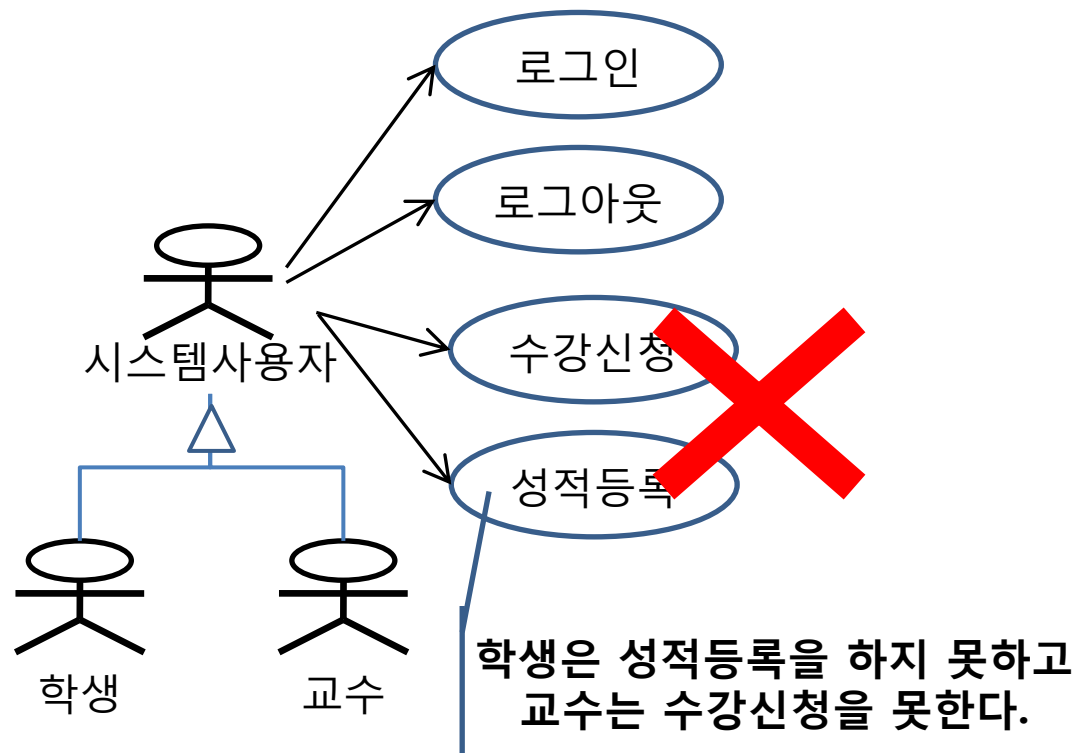 로그인
로그아웃
시스템사용자
수강신청
성적등록
학생
교수
학생은 성적등록을 하지 못하고
교수는 수강신청을 못한다.